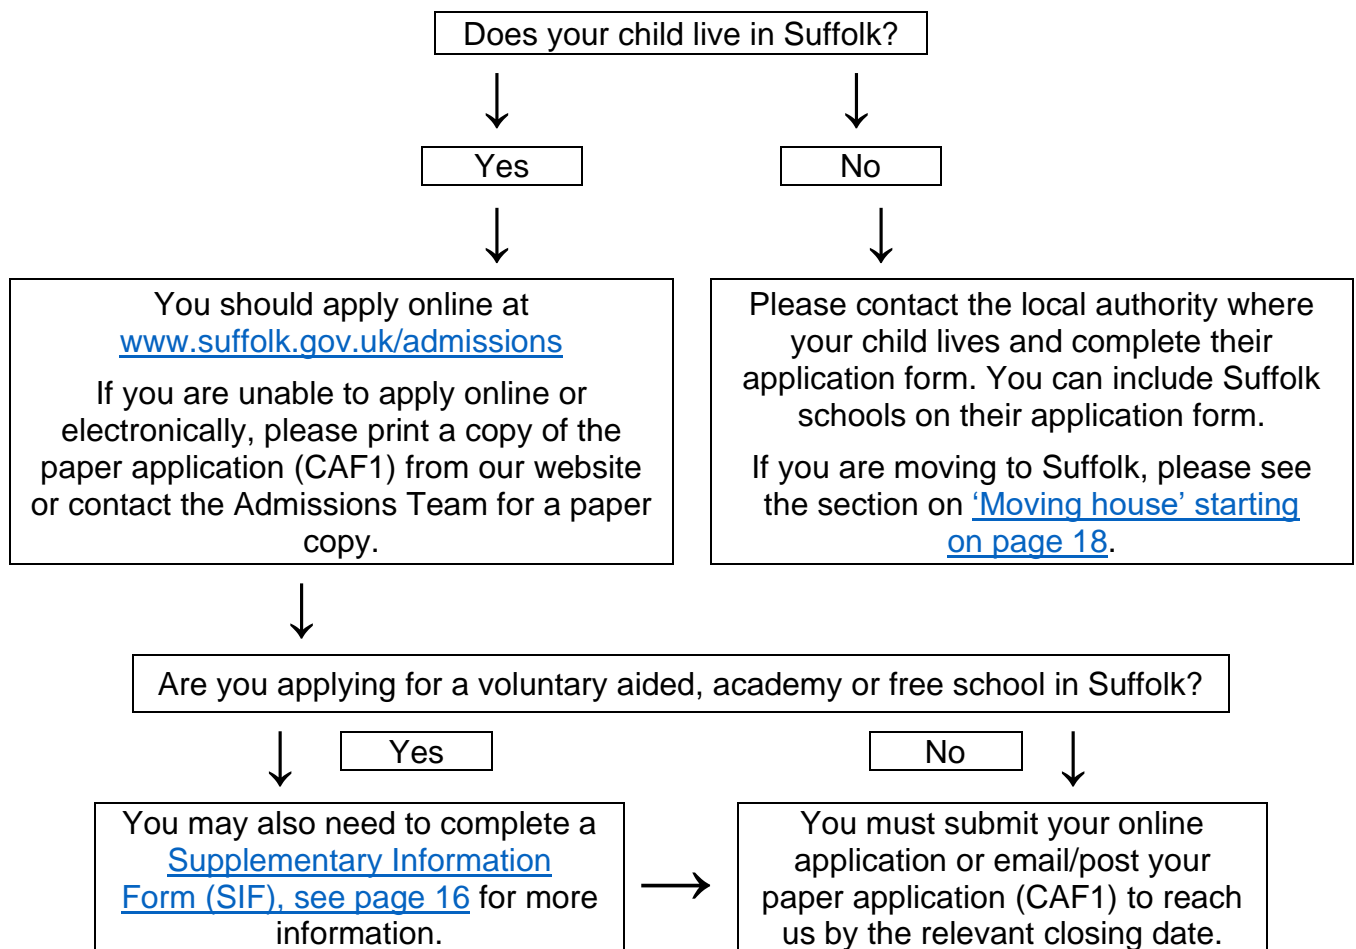 Does your child live in Suffolk?
Yes
No
You should apply online at
www.suffolk.gov.uk/admissions
If you are unable to apply online or
electronically, please print a copy of the
paper application (CAF1) from our website
or contact the Admissions Team for a paper
copy.
Please contact the local authority where
your child lives and complete their
application form. You can include Suffolk
schools on their application form.
If you are moving to Suffolk, please see
the section on ‘Moving house’ starting
on page 18.
Are you applying for a voluntary aided, academy or free school in Suffolk?
Yes
No
You may also need to complete a
Supplementary Information
Form (SIF), see page 16 for more
information.
You must submit your online
application or email/post your
paper application (CAF1) to reach
us by the relevant closing date.